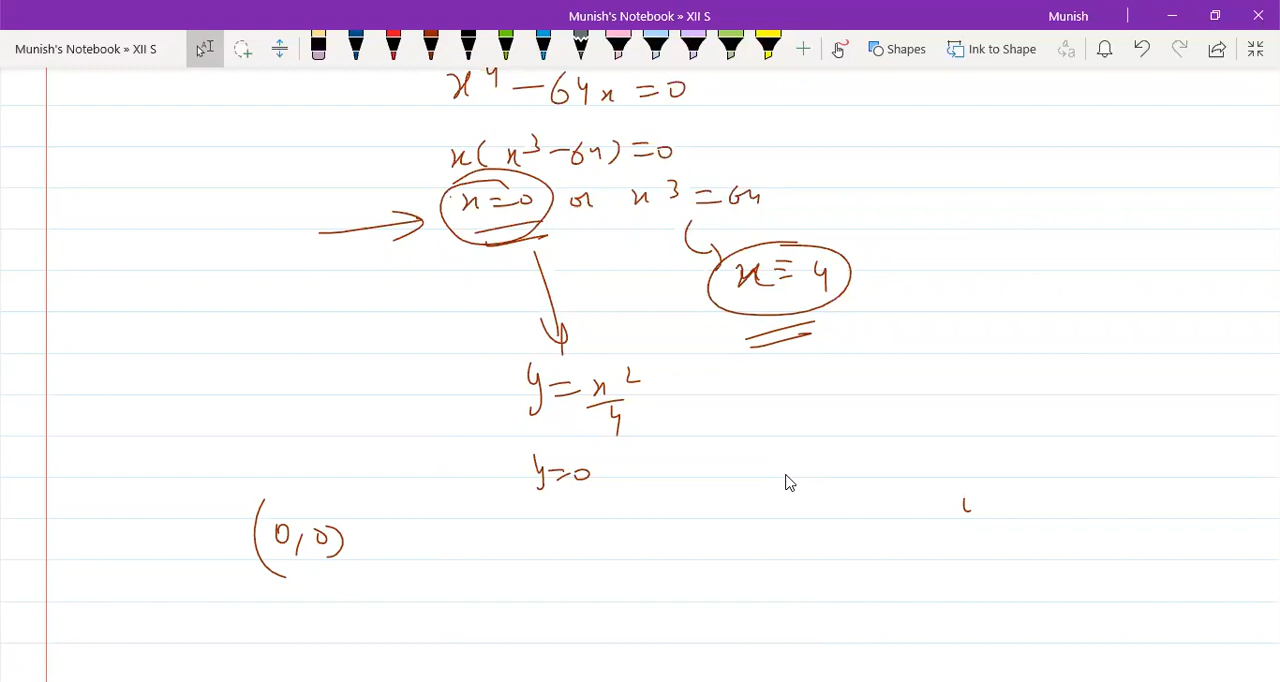 Munish's Notebook » XII S
Munish
Munish's Notebook » XII S
Shapes
Ink to Shape
x⁴ − 64x = 0
x(x³ − 64) = 0
x = 0 or x³ = 64
x = 4
y = x²/4
y = 0
(0, 0)